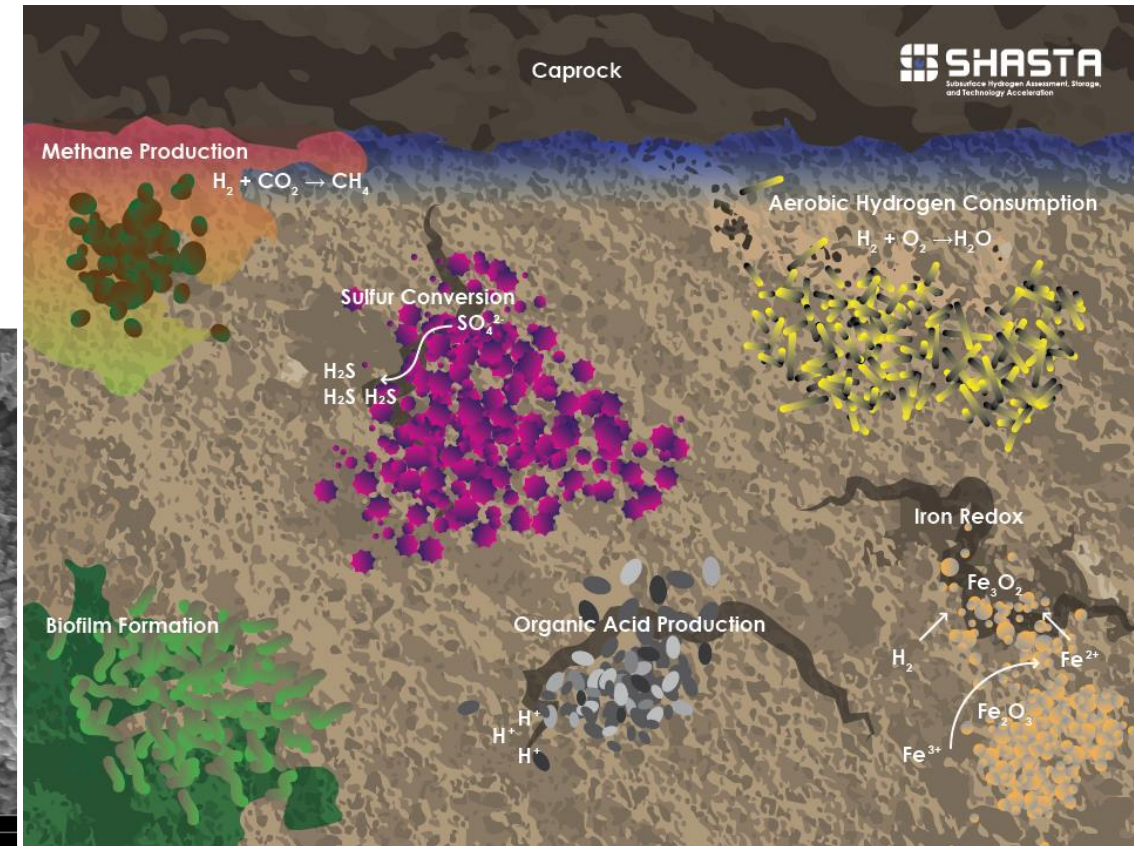 Caprock
SHASTA
Subsurface Hydrogen Assessment, Storage,
and Technology Acceleration
Methane Production
H₂ + CO₂ → CH₄
Aerobic Hydrogen Consumption
H₂ + O₂ →H₂O
Sulfur Conversion
SO₄²⁻
H₂S
H₂S H₂S
Iron Redox
Fe₃O₂
H₂
Fe²⁺
Fe₂O₃
Fe³⁺
Biofilm Formation
Organic Acid Production
H⁺
H⁺
H⁺